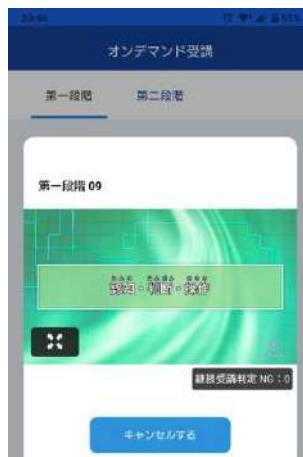 20:46
オンデマンド受講
第一段階
第二段階
第一段階 09
認知・判断・操作
継続受講判定 NG:0
キャンセルする